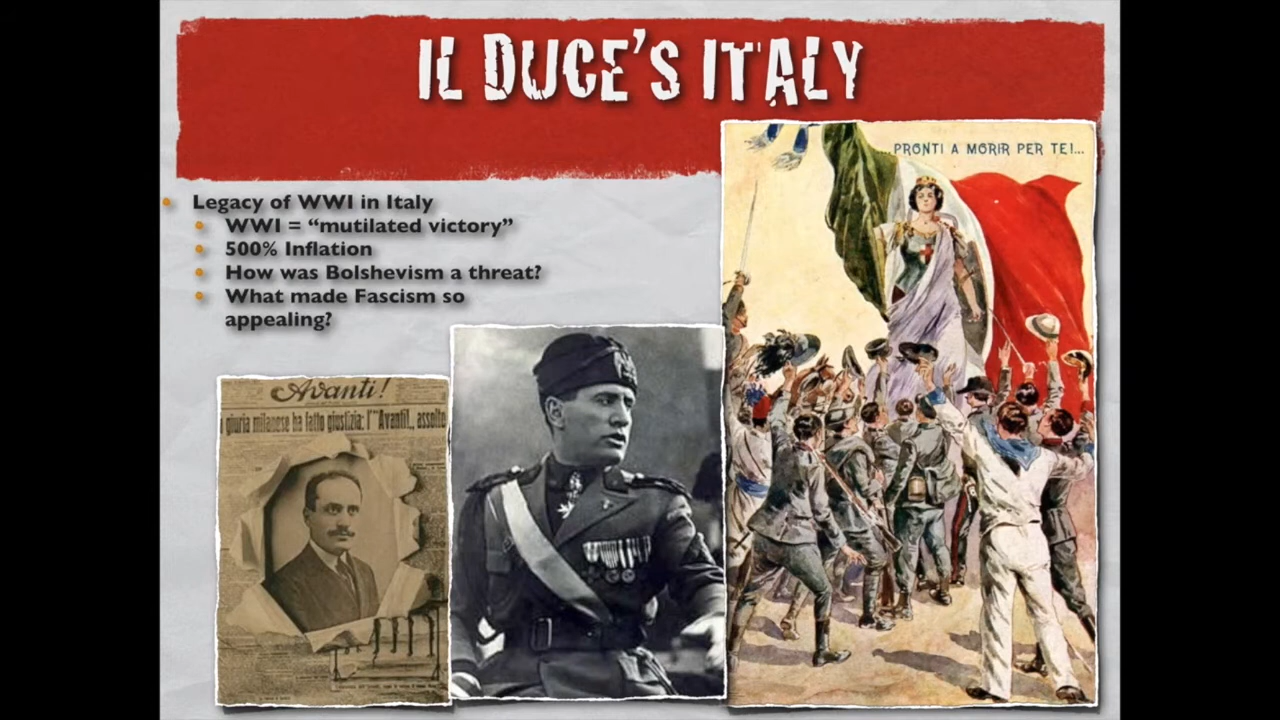 IL DUCE'S ITALY
PRONTI A MORIR PER TE!...
Legacy of WWI in Italy
WWI = “mutilated victory”
500% Inflation
How was Bolshevism a threat?
What made Fascism so
appealing?
Avanti!
giuria milanese ha fatto giustizia: l'“Avanti!„ assolto